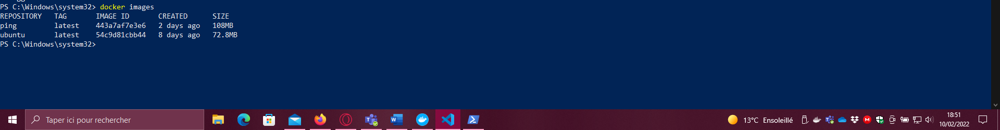 PS C:\Windows\system32> docker images
REPOSITORY TAG IMAGE ID CREATED SIZE
ping latest 443a7af7e3e6 2 days ago 108MB
ubuntu latest 54c9d81cbb44 8 days ago 72.8MB
PS C:\Windows\system32>
Taper ici pour rechercher
13°C Ensoleillé
18:51
10/02/2022